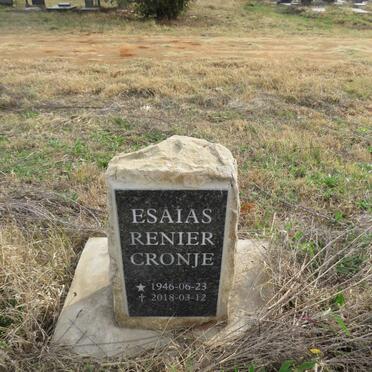 ESAIAS
RENIER
CRONJE
★ 1946-06-23
✝ 2018-03-12